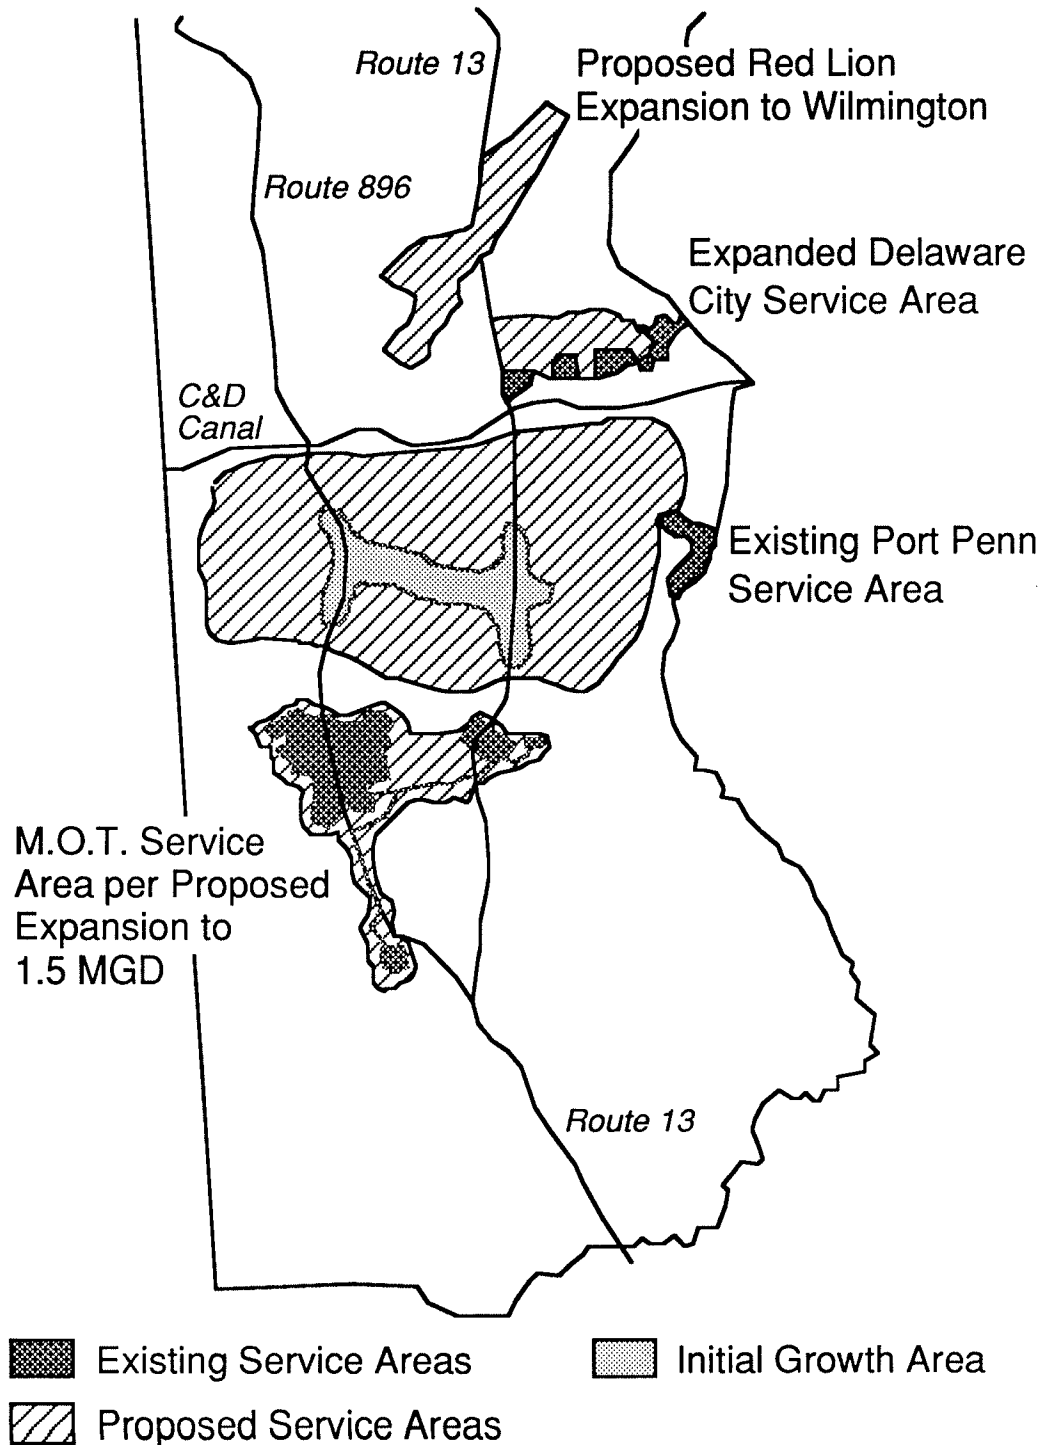 Route 13
Proposed Red Lion
Expansion to Wilmington
Route 896
Expanded Delaware
City Service Area
C&D
Canal
Existing Port Penn
Service Area
M.O.T. Service
Area per Proposed
Expansion to
1.5 MGD
Route 13
Existing Service Areas
Initial Growth Area
Proposed Service Areas